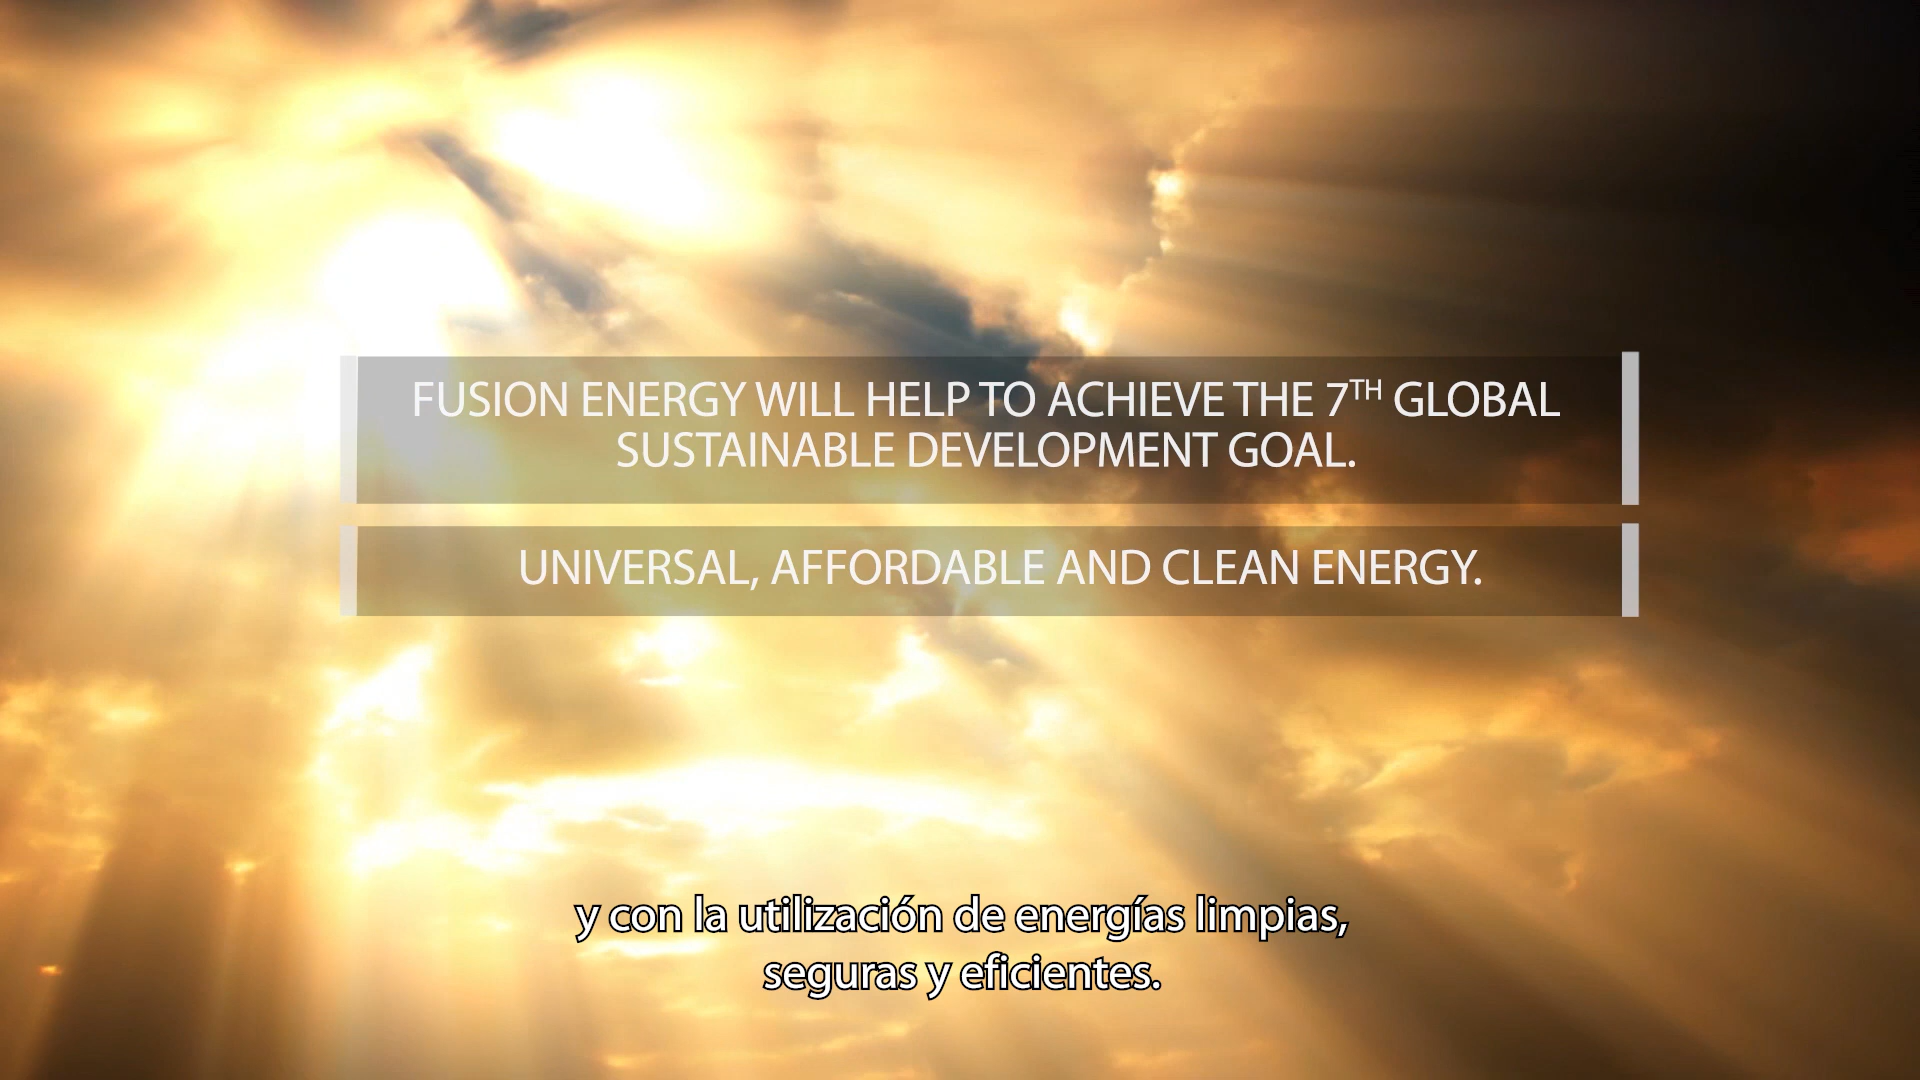 FUSION ENERGY WILL HELP TO ACHIEVE THE 7TH GLOBAL
SUSTAINABLE DEVELOPMENT GOAL.
UNIVERSAL, AFFORDABLE AND CLEAN ENERGY.
y con la utilización de energías limpias,
seguras y eficientes.